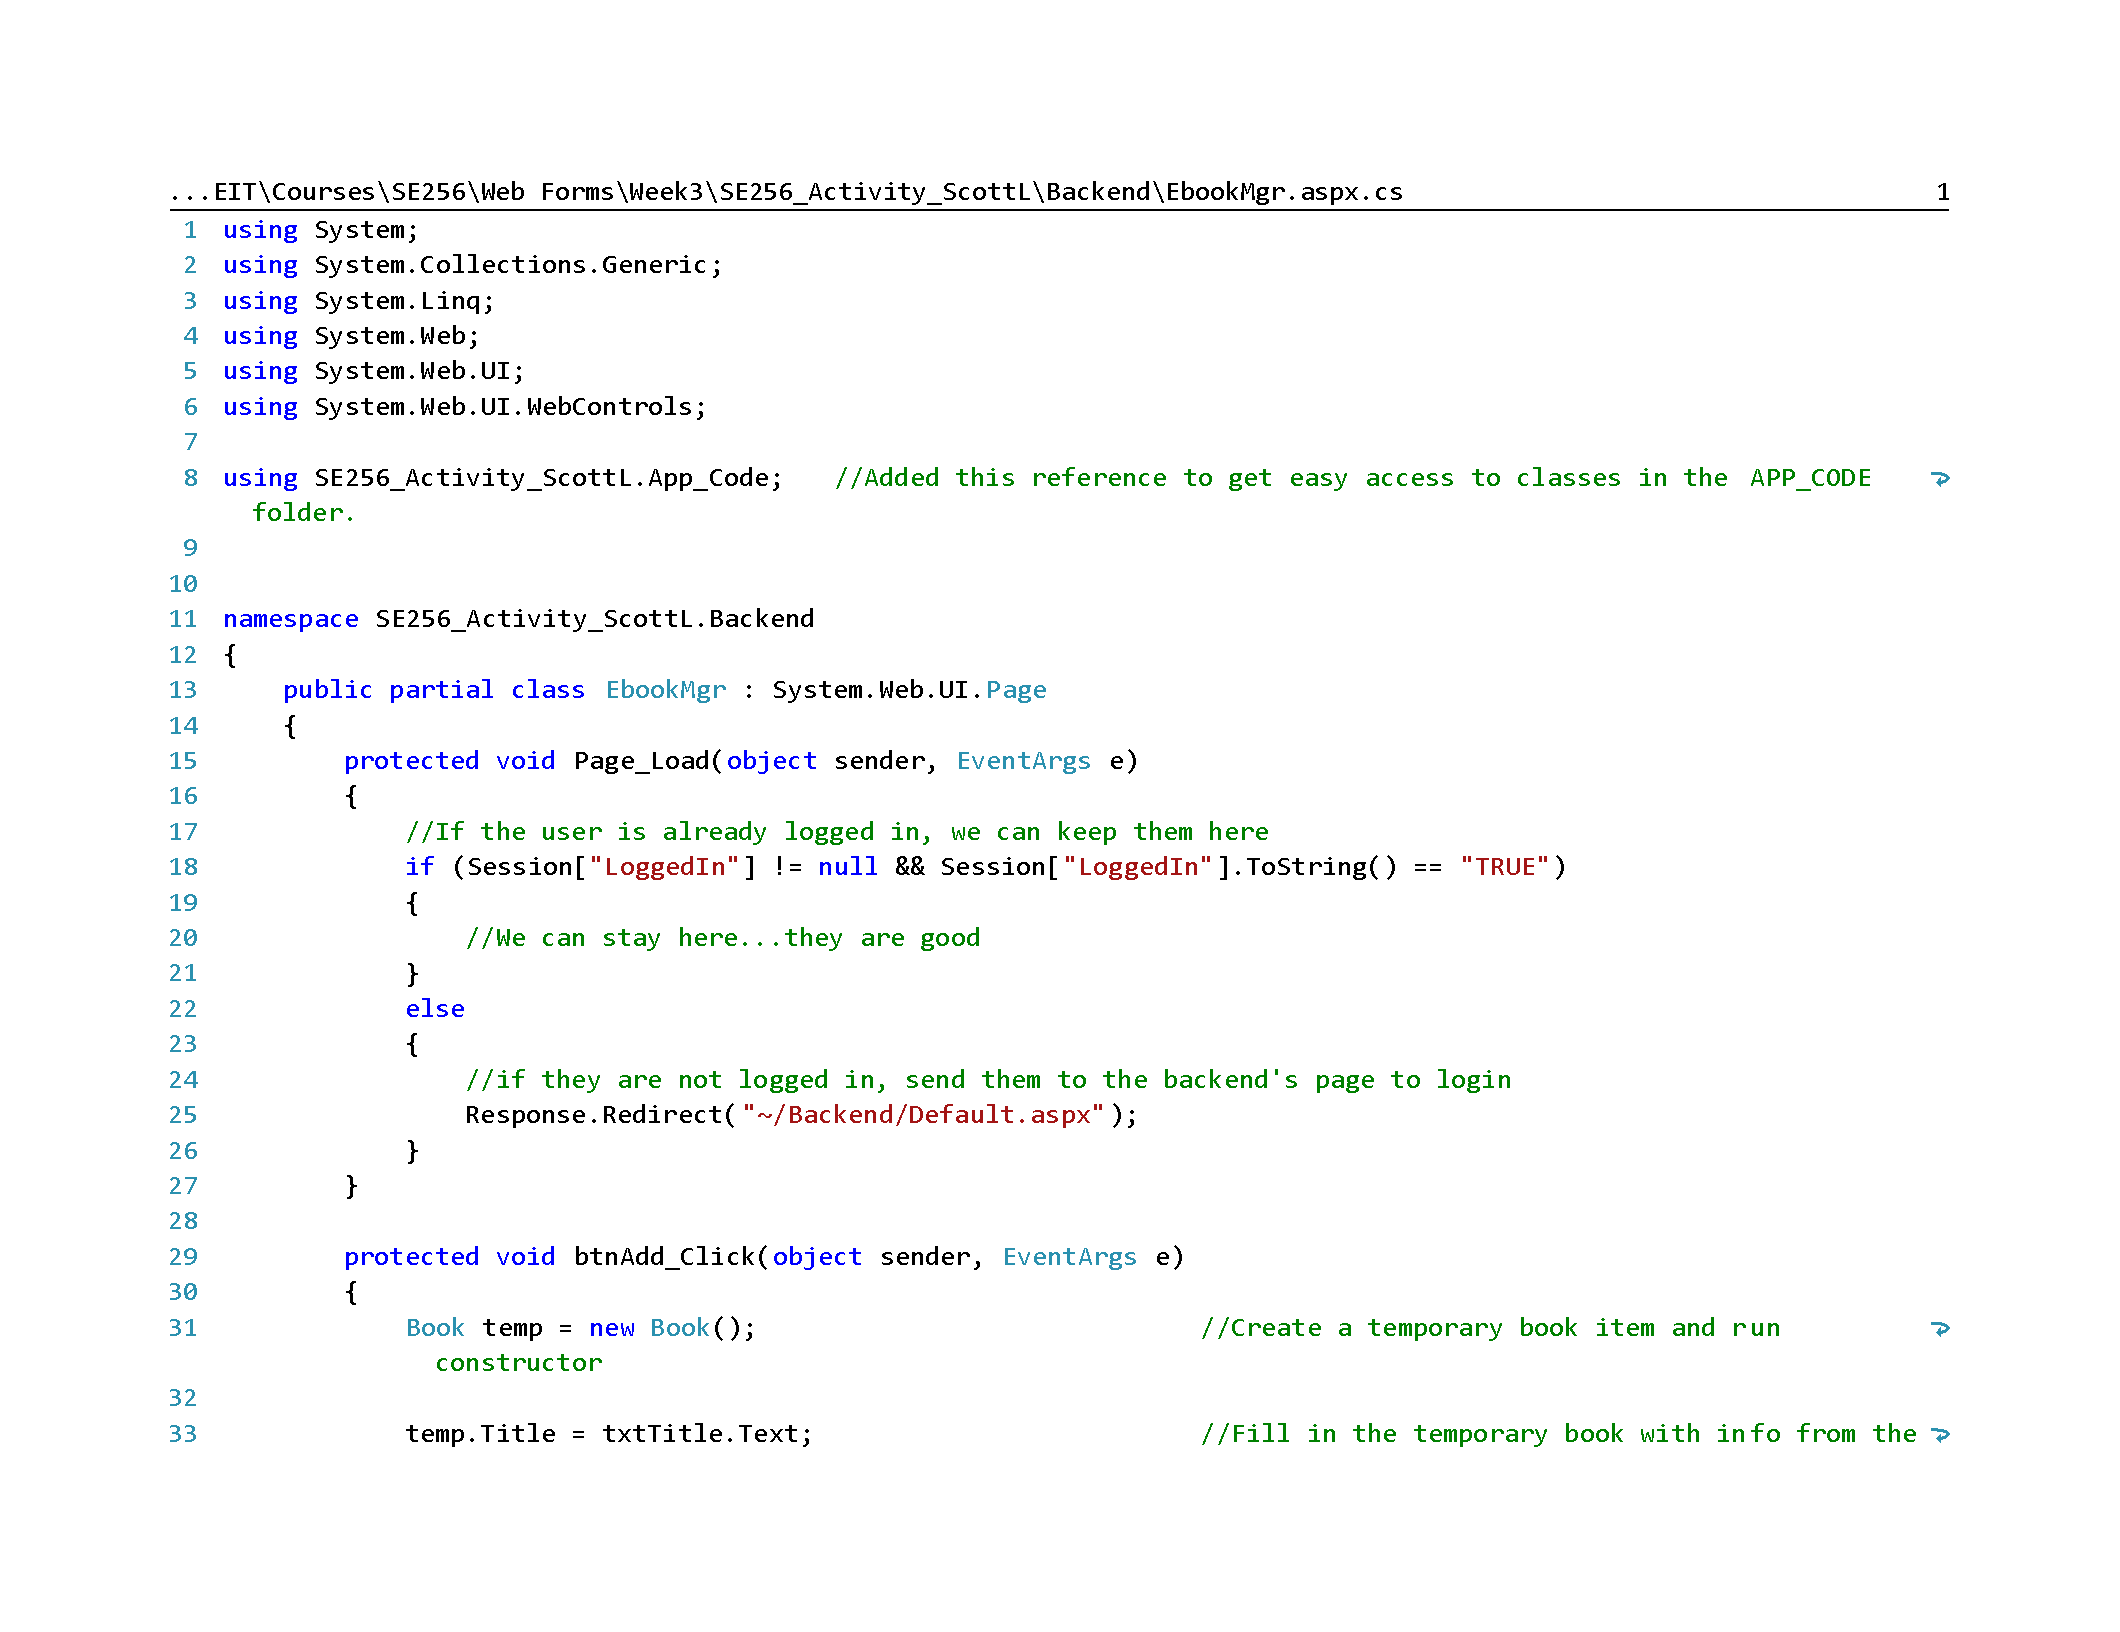 ...EIT\Courses\SE256\Web Forms\Week3\SE256_Activity_ScottL\Backend\EbookMgr.aspx.cs 1
1 using System;
2 using System.Collections.Generic;
3 using System.Linq;
4 using System.Web;
5 using System.Web.UI;
6 using System.Web.UI.WebControls;
7
8 using SE256_Activity_ScottL.App_Code; //Added this reference to get easy access to classes in the APP_CODE
folder.
9
10
11 namespace SE256_Activity_ScottL.Backend
12 {
13 public partial class EbookMgr : System.Web.UI.Page
14 {
15 protected void Page_Load(object sender, EventArgs e)
16 {
17 //If the user is already logged in, we can keep them here
18 if (Session["LoggedIn"] != null && Session["LoggedIn"].ToString() == "TRUE")
19 {
20 //We can stay here...they are good
21 }
22 else
23 {
24 //if they are not logged in, send them to the backend's page to login
25 Response.Redirect("~/Backend/Default.aspx");
26 }
27 }
28
29 protected void btnAdd_Click(object sender, EventArgs e)
30 {
31 Book temp = new Book(); //Create a temporary book item and run
constructor
32
33 temp.Title = txtTitle.Text; //Fill in the temporary book with info from the